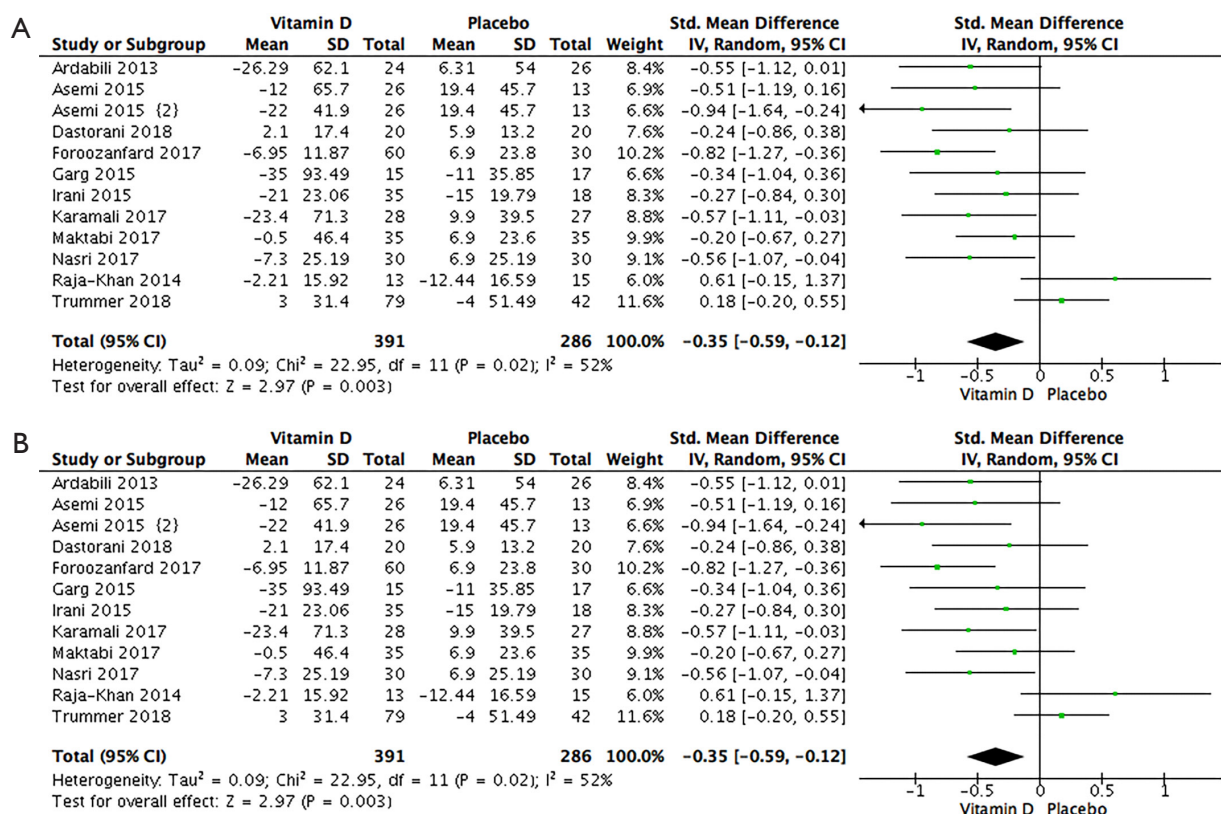 A
Vitamin D Placebo Std. Mean Difference Std. Mean Difference
Study or Subgroup Mean SD Total Mean SD Total Weight IV, Random, 95% CI IV, Random, 95% CI
Ardabili 2013 -26.29 62.1 24 6.31 54 26 8.4% -0.55 [-1.12, 0.01]
Asemi 2015 -12 65.7 26 19.4 45.7 13 6.9% -0.51 [-1.19, 0.16]
Asemi 2015 {2} -22 41.9 26 19.4 45.7 13 6.6% -0.94 [-1.64, -0.24]
Dastorani 2018 2.1 17.4 20 5.9 13.2 20 7.6% -0.24 [-0.86, 0.38]
Foroozanfard 2017 -6.95 11.87 60 6.9 23.8 30 10.2% -0.82 [-1.27, -0.36]
Garg 2015 -35 93.49 15 -11 35.85 17 6.6% -0.34 [-1.04, 0.36]
Irani 2015 -21 23.06 35 -15 19.79 18 8.3% -0.27 [-0.84, 0.30]
Karamali 2017 -23.4 71.3 28 9.9 39.5 27 8.8% -0.57 [-1.11, -0.03]
Maktabi 2017 -0.5 46.4 35 6.9 23.6 35 9.9% -0.20 [-0.67, 0.27]
Nasri 2017 -7.3 25.19 30 6.9 25.19 30 9.1% -0.56 [-1.07, -0.04]
Raja-Khan 2014 -2.21 15.92 13 -12.44 16.59 15 6.0% 0.61 [-0.15, 1.37]
Trummer 2018 3 31.4 79 -4 51.49 42 11.6% 0.18 [-0.20, 0.55]
Total (95% CI) 391 286 100.0% -0.35 [-0.59, -0.12]
Heterogeneity: Tau² = 0.09; Chi² = 22.95, df = 11 (P = 0.02); I² = 52%
Test for overall effect: Z = 2.97 (P = 0.003)
-1 -0.5 0 0.5 1
Vitamin D Placebo
B
Vitamin D Placebo Std. Mean Difference Std. Mean Difference
Study or Subgroup Mean SD Total Mean SD Total Weight IV, Random, 95% CI IV, Random, 95% CI
Ardabili 2013 -26.29 62.1 24 6.31 54 26 8.4% -0.55 [-1.12, 0.01]
Asemi 2015 -12 65.7 26 19.4 45.7 13 6.9% -0.51 [-1.19, 0.16]
Asemi 2015 {2} -22 41.9 26 19.4 45.7 13 6.6% -0.94 [-1.64, -0.24]
Dastorani 2018 2.1 17.4 20 5.9 13.2 20 7.6% -0.24 [-0.86, 0.38]
Foroozanfard 2017 -6.95 11.87 60 6.9 23.8 30 10.2% -0.82 [-1.27, -0.36]
Garg 2015 -35 93.49 15 -11 35.85 17 6.6% -0.34 [-1.04, 0.36]
Irani 2015 -21 23.06 35 -15 19.79 18 8.3% -0.27 [-0.84, 0.30]
Karamali 2017 -23.4 71.3 28 9.9 39.5 27 8.8% -0.57 [-1.11, -0.03]
Maktabi 2017 -0.5 46.4 35 6.9 23.6 35 9.9% -0.20 [-0.67, 0.27]
Nasri 2017 -7.3 25.19 30 6.9 25.19 30 9.1% -0.56 [-1.07, -0.04]
Raja-Khan 2014 -2.21 15.92 13 -12.44 16.59 15 6.0% 0.61 [-0.15, 1.37]
Trummer 2018 3 31.4 79 -4 51.49 42 11.6% 0.18 [-0.20, 0.55]
Total (95% CI) 391 286 100.0% -0.35 [-0.59, -0.12]
Heterogeneity: Tau² = 0.09; Chi² = 22.95, df = 11 (P = 0.02); I² = 52%
Test for overall effect: Z = 2.97 (P = 0.003)
-1 -0.5 0 0.5 1
Vitamin D Placebo